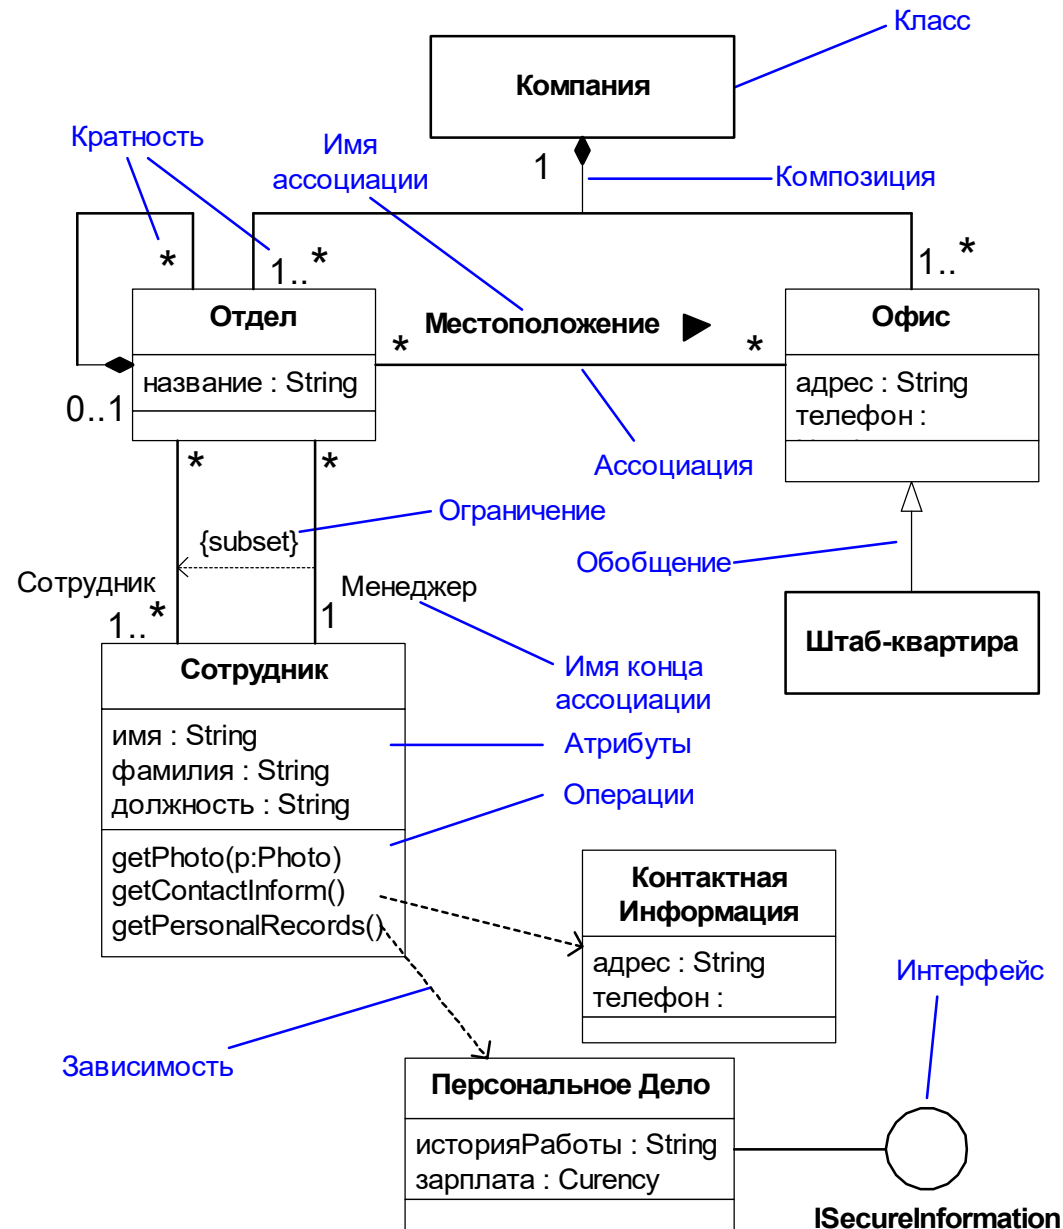 Класс
Компания
Кратность
Имя
ассоциации
1
Композиция
*
1..*
1..*
Отдел
Местоположение
Офис
*
*
название : String
адрес : String
телефон :
0..1
*
*
Ассоциация
Ограничение
{subset}
Обобщение
Сотрудник
Менеджер
1..*
1
Штаб-квартира
Сотрудник
Имя конца
ассоциации
имя : String
фамилия : String
должность : String
Атрибуты
Операции
getPhoto(p:Photo)
getContactInform()
getPersonalRecords()
Контактная
Информация
адрес : String
телефон :
Интерфейс
Зависимость
Персональное Дело
историяРаботы : String
зарплата : Curency
ISecureInformation